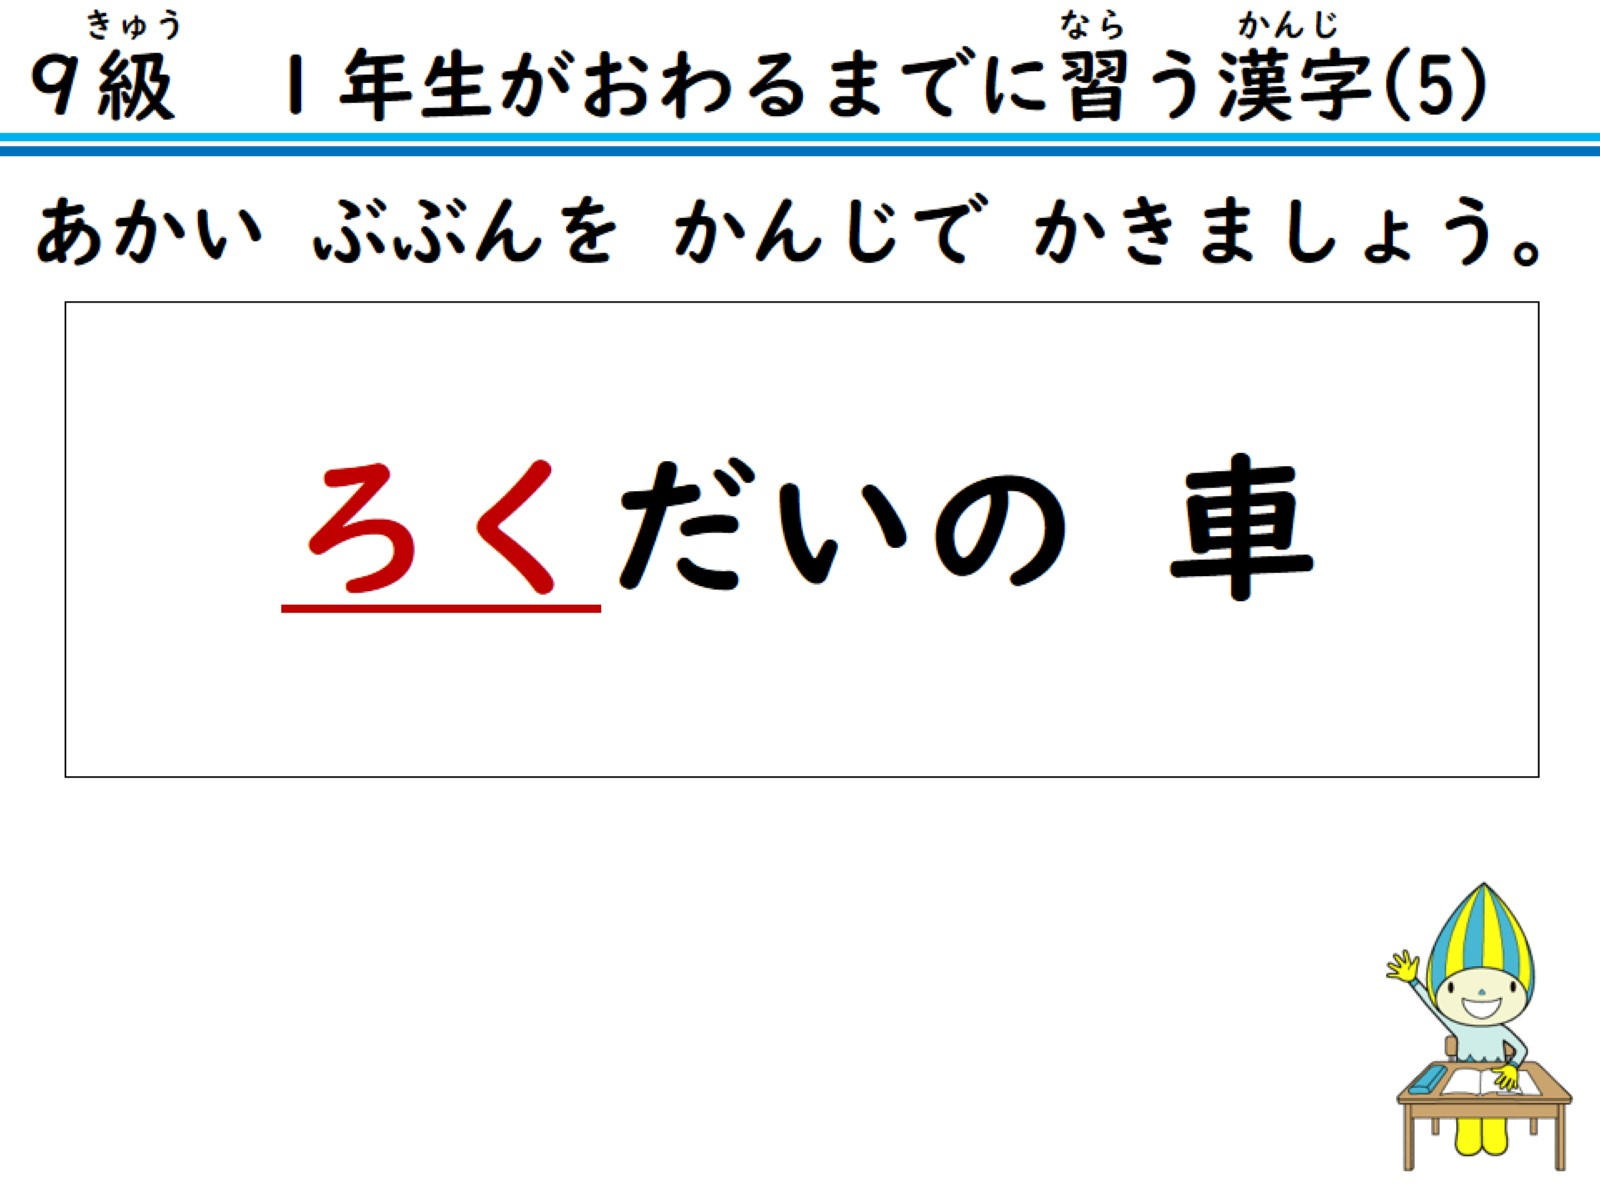 きゅう なら かんじ
9級 1年生がおわるまでに習う漢字(5)
あかい ぶぶんを かんじで かきましょう。
ろくだいの 車